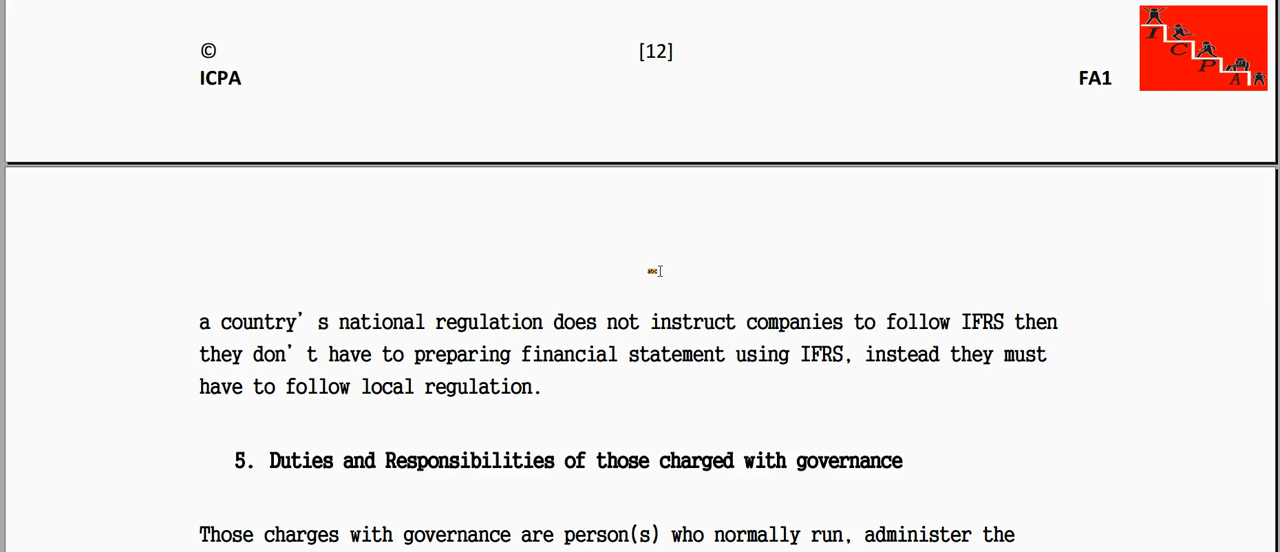 ©
[12]
ICPA
FA1
I
C
P
A
abc
a country's national regulation does not instruct companies to follow IFRS then
they don't have to preparing financial statement using IFRS, instead they must
have to follow local regulation.
5. Duties and Responsibilities of those charged with governance
Those charges with governance are person(s) who normally run, administer the